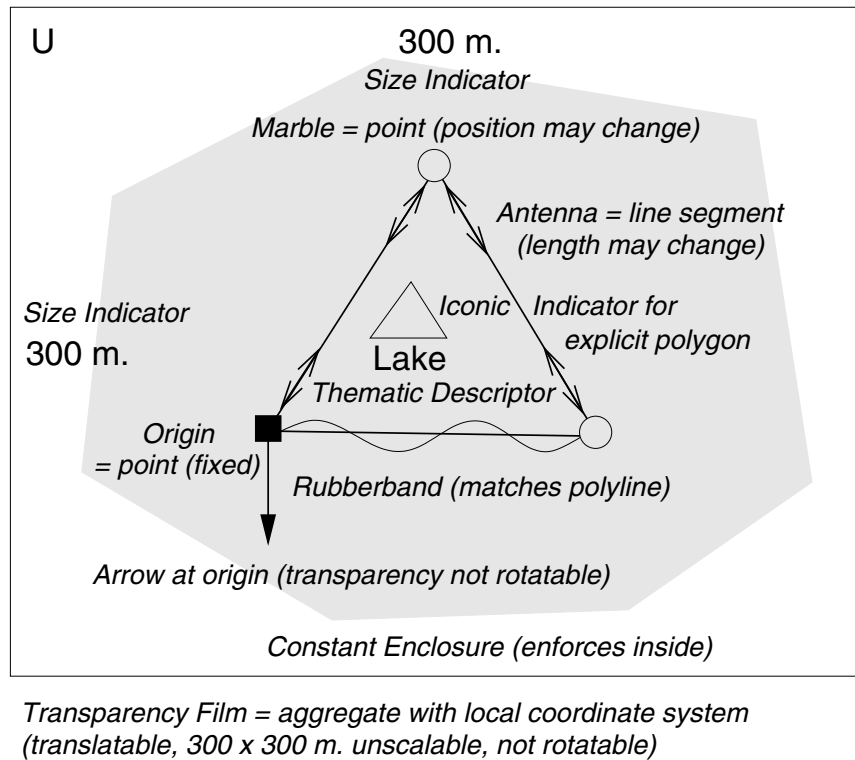 U
300 m.
Size Indicator
Marble = point (position may change)
Antenna = line segment
(length may change)
Size Indicator
300 m.
Iconic Indicator for
explicit polygon
Lake
Thematic Descriptor
Origin
= point (fixed)
Rubberband (matches polyline)
Arrow at origin (transparency not rotatable)
Constant Enclosure (enforces inside)
Transparency Film = aggregate with local coordinate system
(translatable, 300 x 300 m. unscalable, not rotatable)